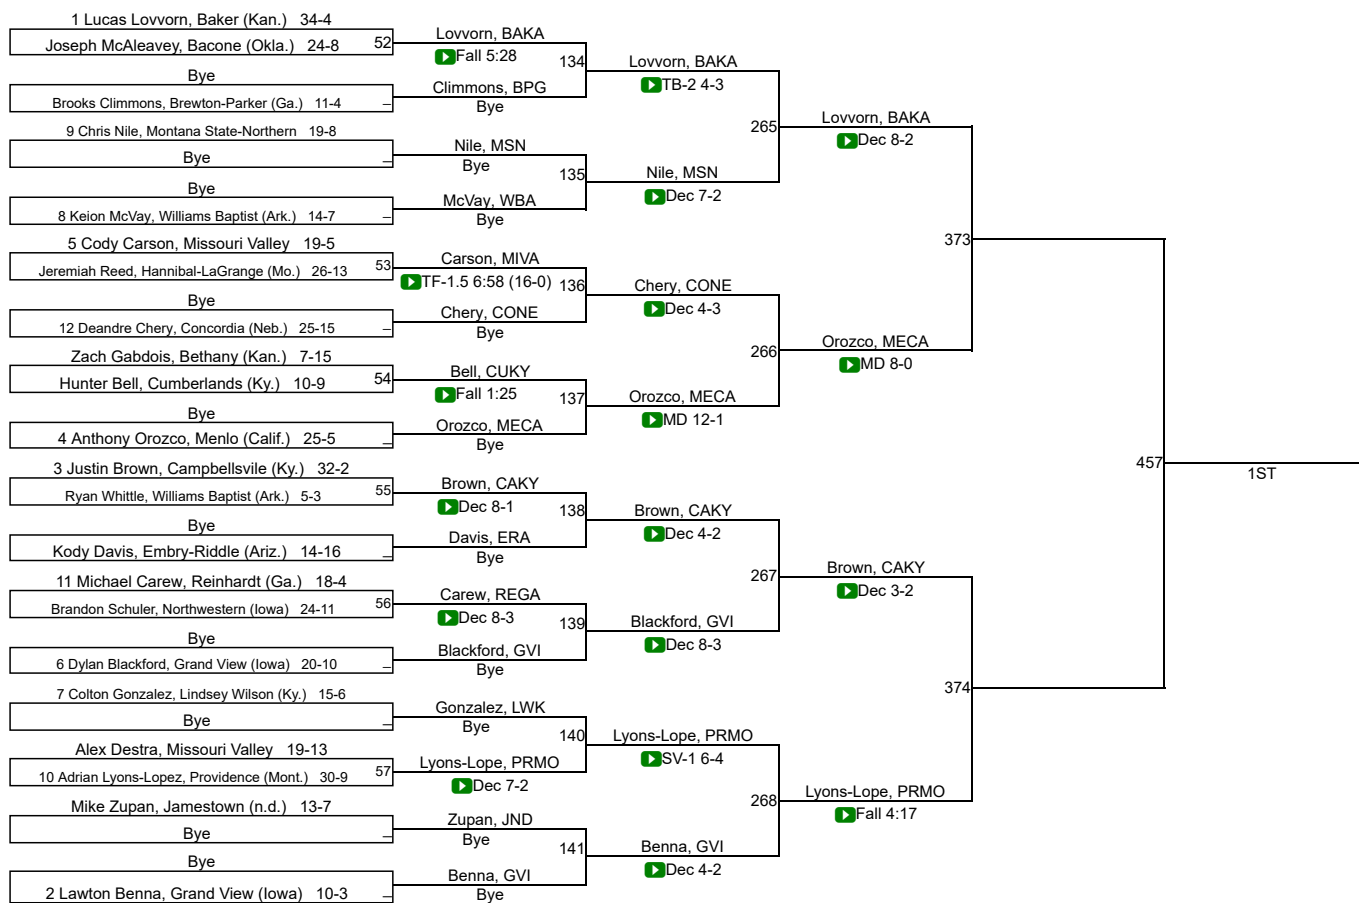 1 Lucas Lovvorn, Baker (Kan.) 34-4
Joseph McAleavey, Bacone (Okla.) 24-8
52
Bye
Brooks Climmons, Brewton-Parker (Ga.) 11-4
9 Chris Nile, Montana State-Northern 19-8
Bye
Bye
8 Keion McVay, Williams Baptist (Ark.) 14-7
5 Cody Carson, Missouri Valley 19-5
Jeremiah Reed, Hannibal-LaGrange (Mo.) 26-13
53
Bye
12 Deandre Chery, Concordia (Neb.) 25-15
Zach Gabdois, Bethany (Kan.) 7-15
Hunter Bell, Cumberlands (Ky.) 10-9
54
Bye
4 Anthony Orozco, Menlo (Calif.) 25-5
3 Justin Brown, Campbellsvile (Ky.) 32-2
Ryan Whittle, Williams Baptist (Ark.) 5-3
55
Bye
Kody Davis, Embry-Riddle (Ariz.) 14-16
11 Michael Carew, Reinhardt (Ga.) 18-4
Brandon Schuler, Northwestern (Iowa) 24-11
56
Bye
6 Dylan Blackford, Grand View (Iowa) 20-10
7 Colton Gonzalez, Lindsey Wilson (Ky.) 15-6
Bye
Alex Destra, Missouri Valley 19-13
10 Adrian Lyons-Lopez, Providence (Mont.) 30-9
57
Mike Zupan, Jamestown (n.d.) 13-7
Bye
Bye
2 Lawton Benna, Grand View (Iowa) 10-3
Lovvorn, BAKA
Fall 5:28
134
Climmons, BPG
Bye
Nile, MSN
Bye
135
McVay, WBA
Bye
Carson, MIVA
TF-1.5 6:58 (16-0)
136
Chery, CONE
Bye
Bell, CUKY
Fall 1:25
137
Orozco, MECA
Bye
Brown, CAKY
Dec 8-1
138
Davis, ERA
Bye
Carew, REGA
Dec 8-3
139
Blackford, GVI
Bye
Gonzalez, LWK
Bye
140
Lyons-Lope, PRMO
Dec 7-2
Zupan, JND
Bye
141
Benna, GVI
Bye
Lovvorn, BAKA
TB-2 4-3
265
Nile, MSN
Dec 7-2
Chery, CONE
Dec 4-3
266
Orozco, MECA
MD 12-1
Brown, CAKY
Dec 4-2
267
Blackford, GVI
Dec 8-3
Lyons-Lope, PRMO
SV-1 6-4
268
Benna, GVI
Dec 4-2
Lovvorn, BAKA
Dec 8-2
373
Orozco, MECA
MD 8-0
Brown, CAKY
Dec 3-2
374
Lyons-Lope, PRMO
Fall 4:17
457
1ST